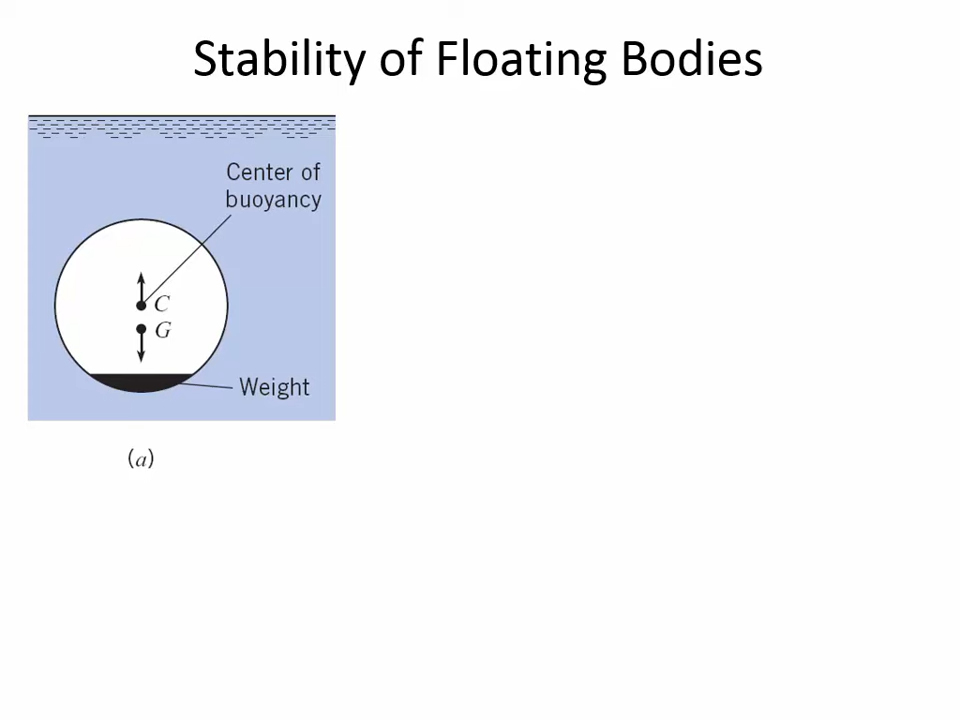 Stability of Floating Bodies
Center of
buoyancy
C
G
Weight
(a)